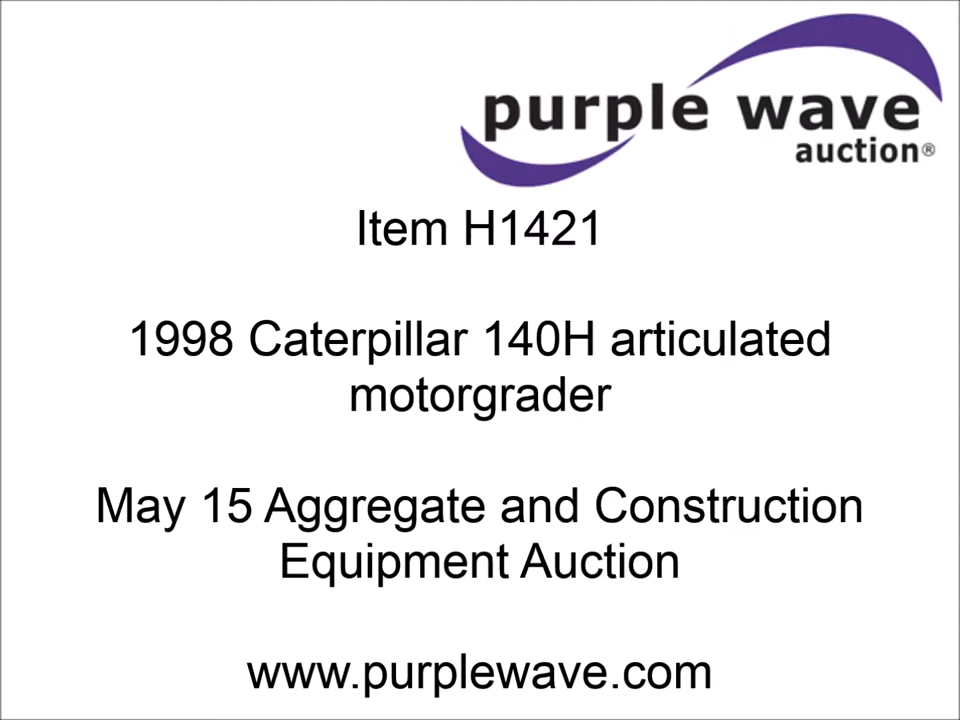 purple wave
auction®
Item H1421
1998 Caterpillar 140H articulated
motorgrader
May 15 Aggregate and Construction
Equipment Auction
www.purplewave.com